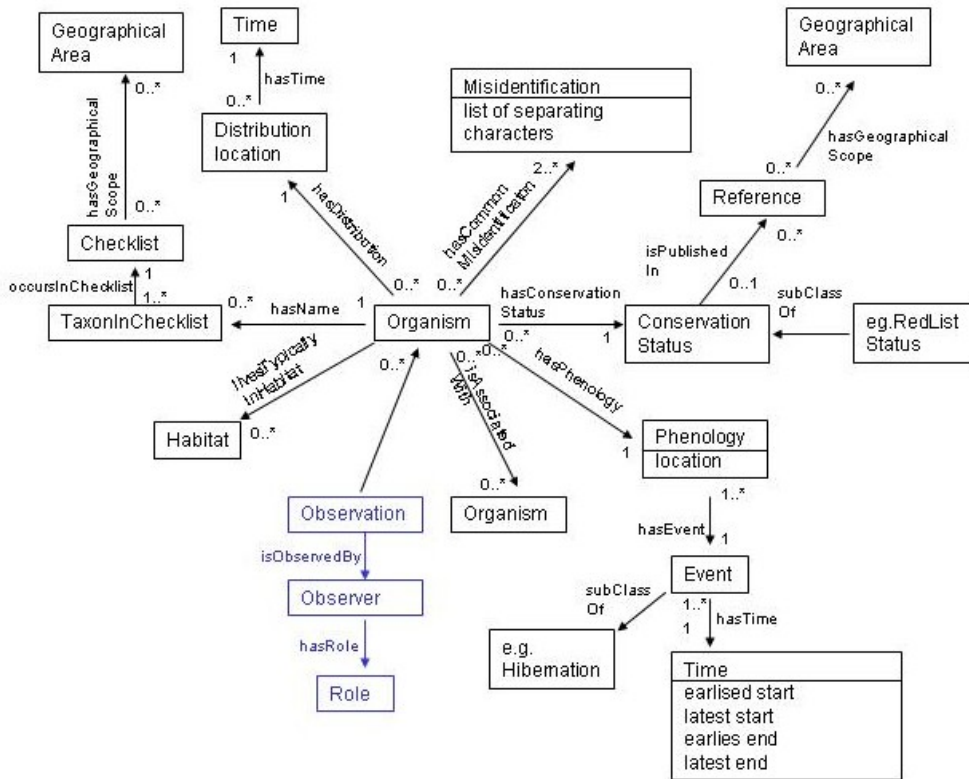 Geographical
Area
Time
Geographical
Area
1
0..*
hasTime
0..*
Misidentification
list of separating
characters
0..*
hasGeographical
Scope
Distribution
location
hasGeographical
Scope
0..*
0..*
1
2..*
0..*
Reference
0..*
Checklist
hasDistribution
hasCommon
Misidentification
isPublished
In
occursInChecklist
1
1..*
0..*
0..*
0..*
0..1
subClass
Of
TaxonInChecklist
hasName
1
Organism
hasConservation
Status
0..*
1
Conservation
Status
eg.RedList
Status
livesTypically
InHabitat
0..*
0..*
0..*
isAssociated
With
hasPhenology
Habitat
0..*
1
Phenology
location
0..*
Observation
Organism
1..*
isObservedBy
hasEvent
1
Observer
Event
subClass
Of
1..*
1
hasTime
hasRole
e.g.
Hibernation
Role
Time
earlised start
latest start
earlies end
latest end